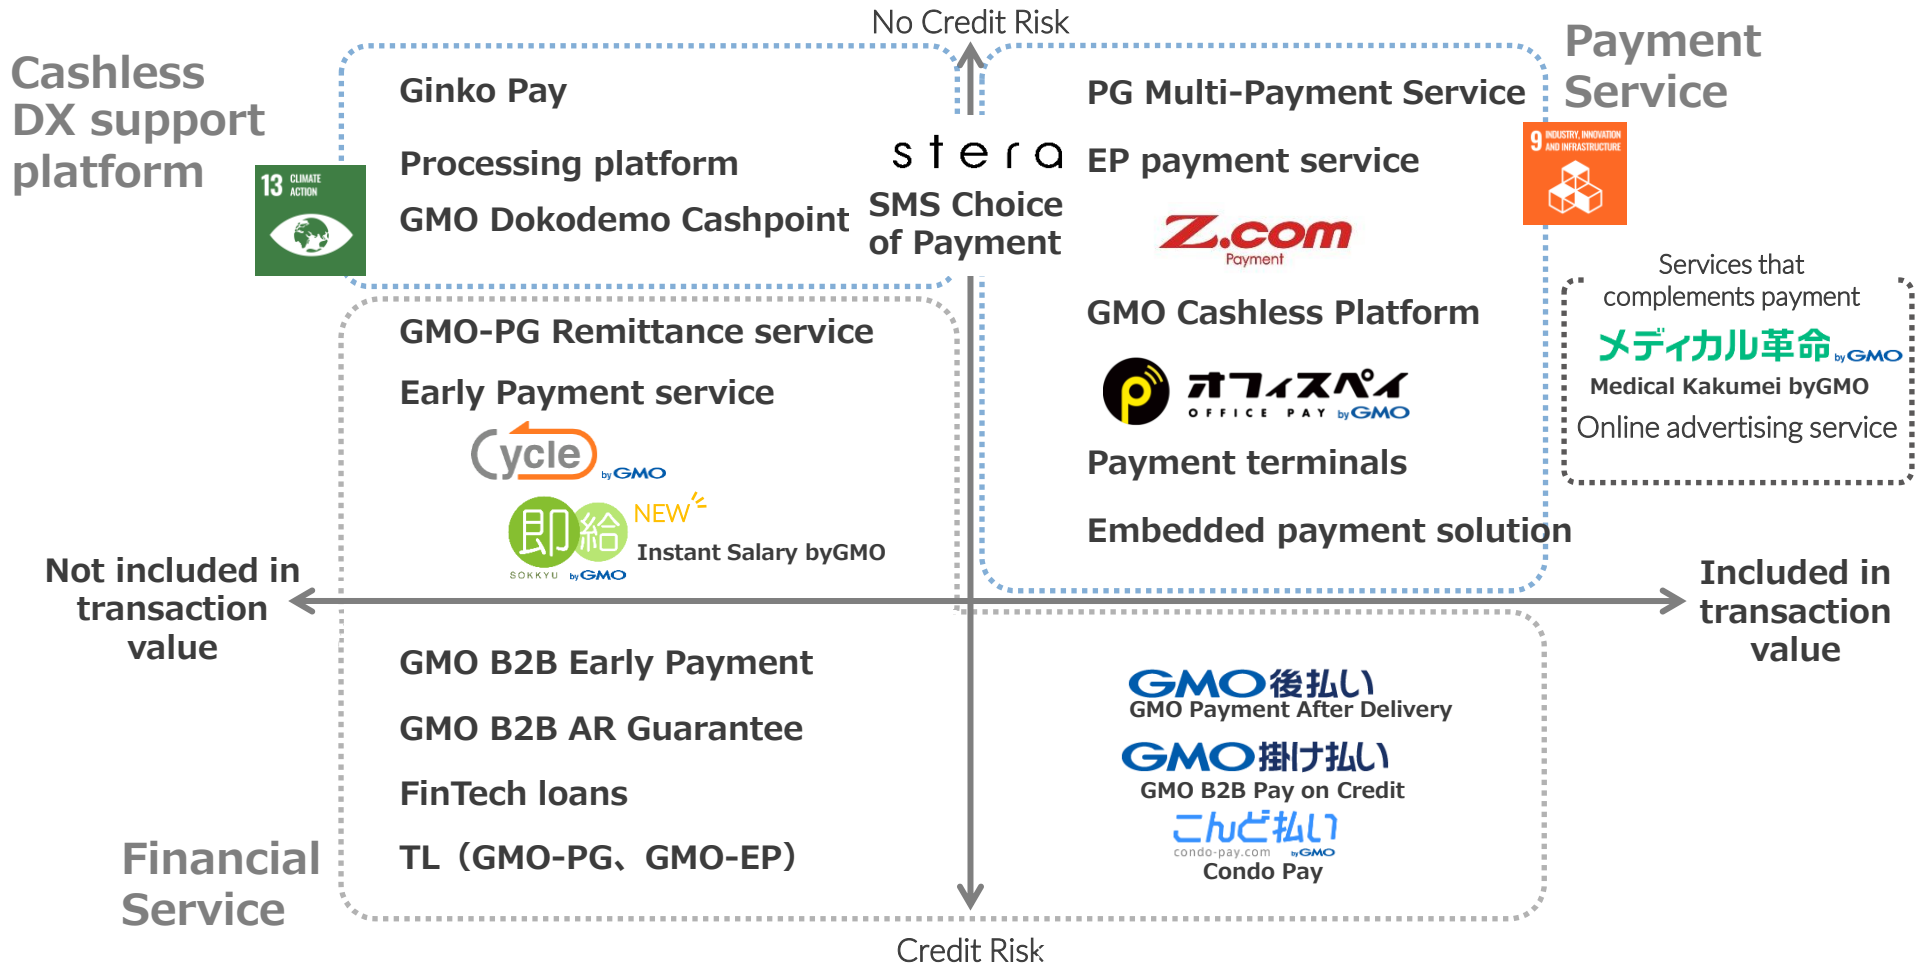 No Credit Risk
Cashless
DX support
platform
13 CLIMATE
ACTION
Ginko Pay
Processing platform
GMO Dokodemo Cashpoint
stera
SMS Choice
of Payment
Payment
Service
9 INDUSTRY, INNOVATION
AND INFRASTRUCTURE
PG Multi-Payment Service
EP payment service
Z.com
Payment
GMO Cashless Platform
P オフィスペイ
OFFICE PAY byGMO
Payment terminals
Embedded payment solution
Services that
complements payment
メディカル革命 byGMO
Medical Kakumei byGMO
Online advertising service
GMO-PG Remittance service
Early Payment service
Cycle
byGMO
即給 NEW
Instant Salary byGMO
SOKKYU byGMO
Not included in
transaction
value
Included in
transaction
value
GMO B2B Early Payment
GMO B2B AR Guarantee
FinTech loans
TL（GMO-PG、GMO-EP）
Financial
Service
GMO後払い
GMO Payment After Delivery
GMO掛け払い
GMO B2B Pay on Credit
こんど払い
condo-pay.com byGMO
Condo Pay
Credit Risk